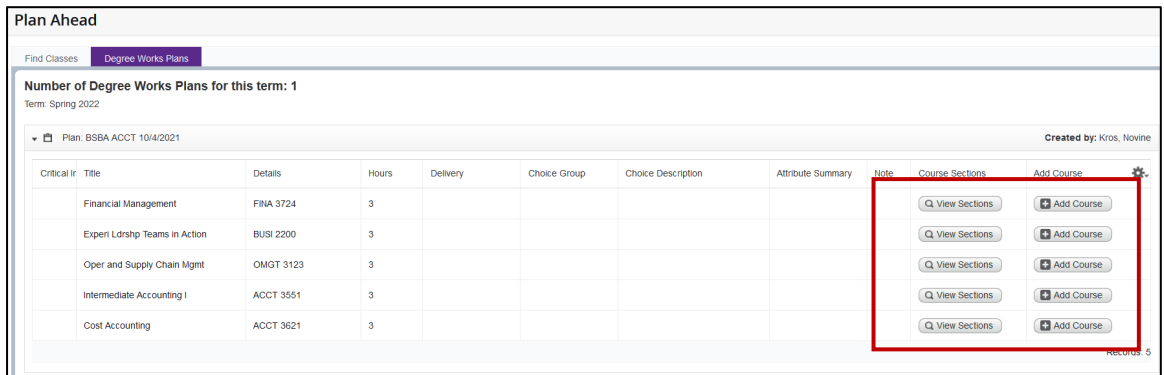 Plan Ahead
Find Classes Degree Works Plans
Number of Degree Works Plans for this term: 1
Term: Spring 2022
Plan: BSBA ACCT 10/4/2021 Created by: Kros, Novine
Critical Ir Title Details Hours Delivery Choice Group Choice Description Attribute Summary Note Course Sections Add Course
Financial Management FINA 3724 3 View Sections Add Course
Experi Ldrshp Teams in Action BUSI 2200 3 View Sections Add Course
Oper and Supply Chain Mgmt OMGT 3123 3 View Sections Add Course
Intermediate Accounting I ACCT 3551 3 View Sections Add Course
Cost Accounting ACCT 3621 3 View Sections Add Course
Records: 5